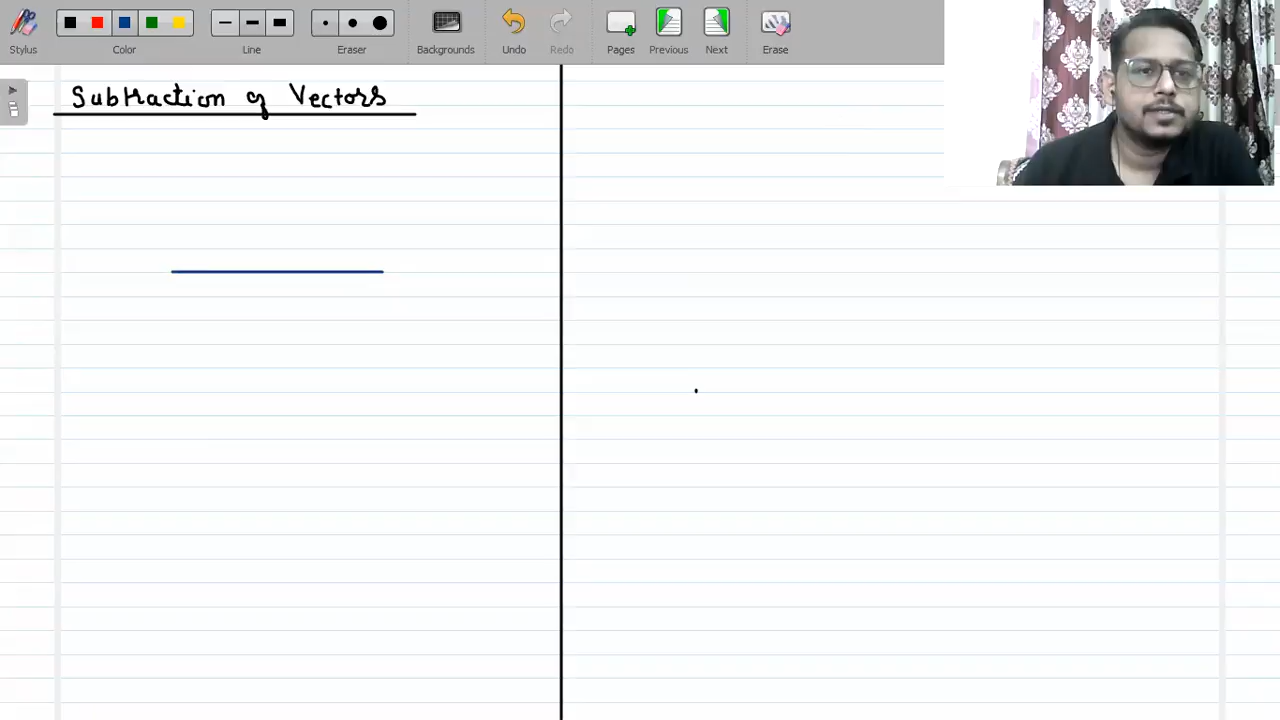 Stylus Color Line Eraser Backgrounds Undo Redo Pages Previous Next Erase
Subtraction of Vectors